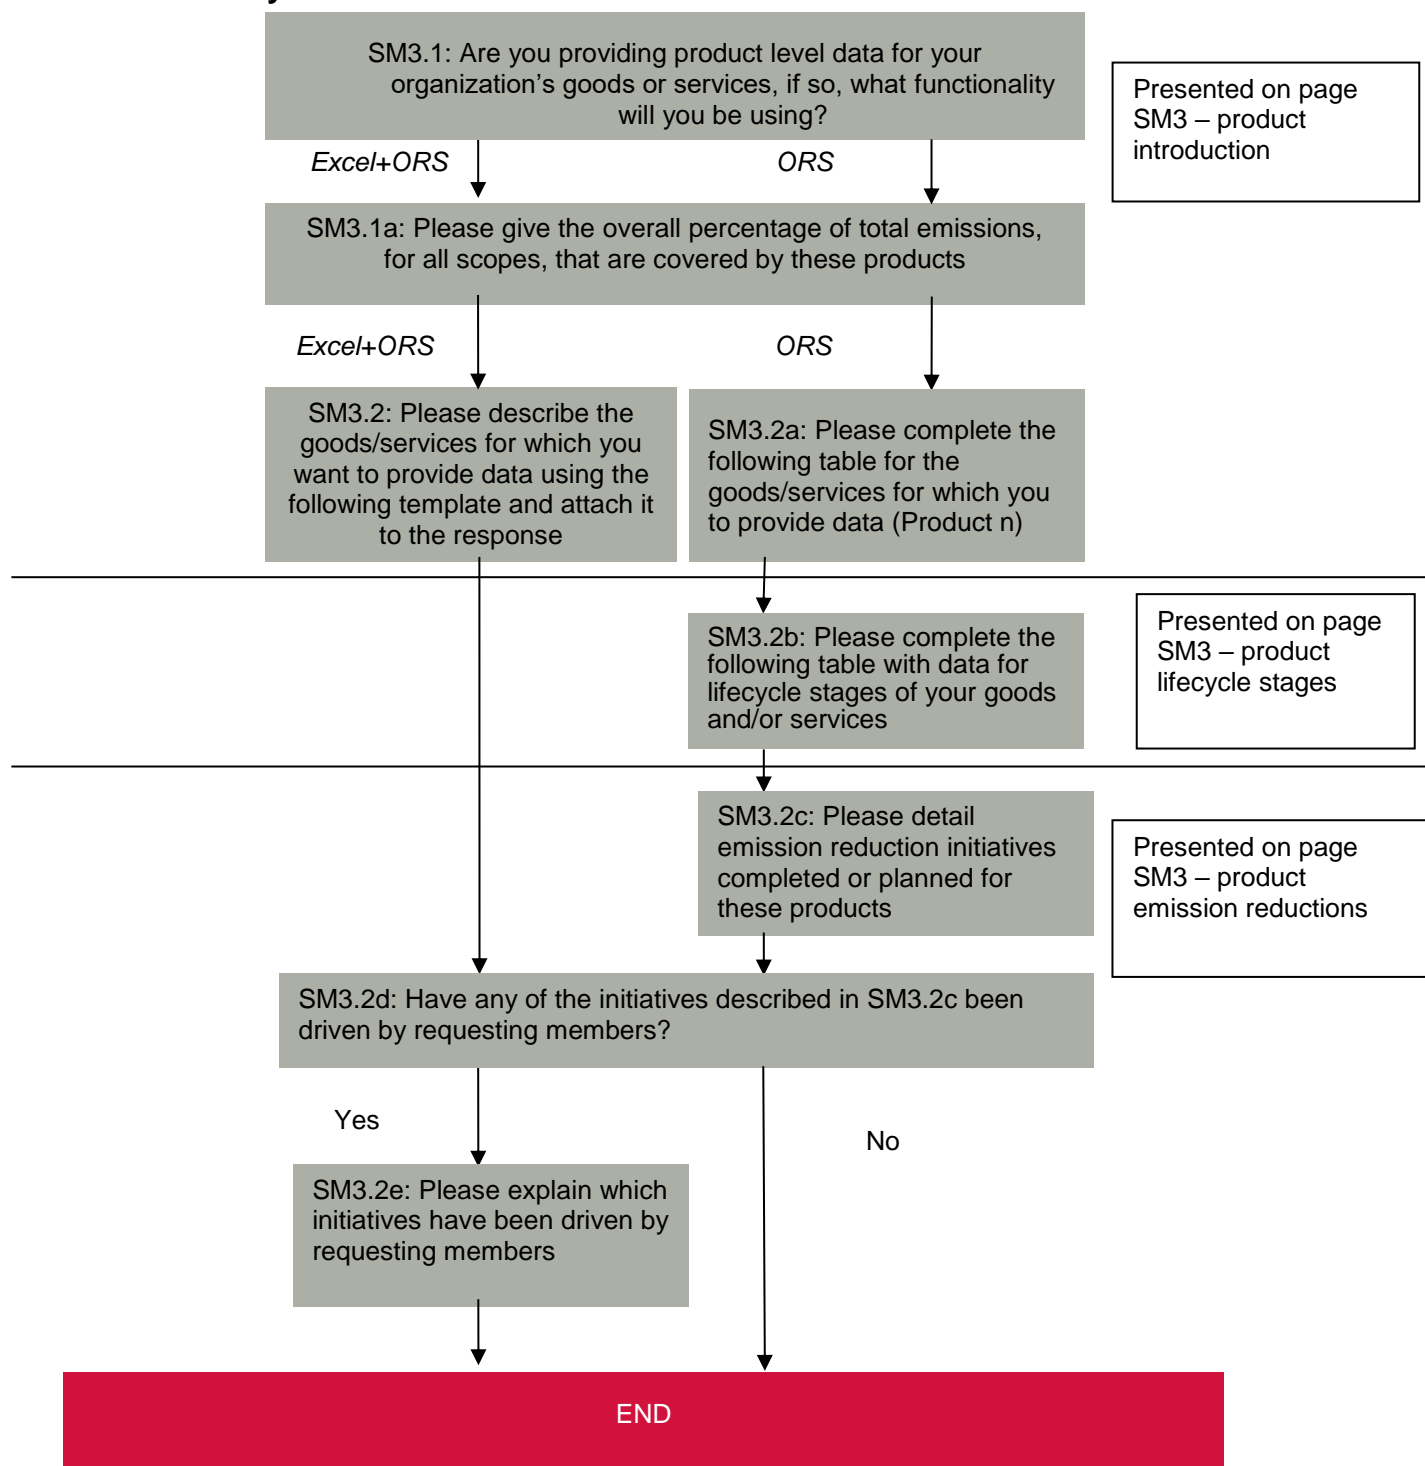 SM3.1: Are you providing product level data for your
organization’s goods or services, if so, what functionality
will you be using?
Presented on page
SM3 – product
introduction
Excel+ORS
ORS
SM3.1a: Please give the overall percentage of total emissions,
for all scopes, that are covered by these products
Excel+ORS
ORS
SM3.2: Please describe the
goods/services for which you
want to provide data using the
following template and attach it
to the response
SM3.2a: Please complete the
following table for the
goods/services for which you
to provide data (Product n)
SM3.2b: Please complete the
following table with data for
lifecycle stages of your goods
and/or services
Presented on page
SM3 – product
lifecycle stages
SM3.2c: Please detail
emission reduction initiatives
completed or planned for
these products
Presented on page
SM3 – product
emission reductions
SM3.2d: Have any of the initiatives described in SM3.2c been
driven by requesting members?
Yes
No
SM3.2e: Please explain which
initiatives have been driven by
requesting members
END